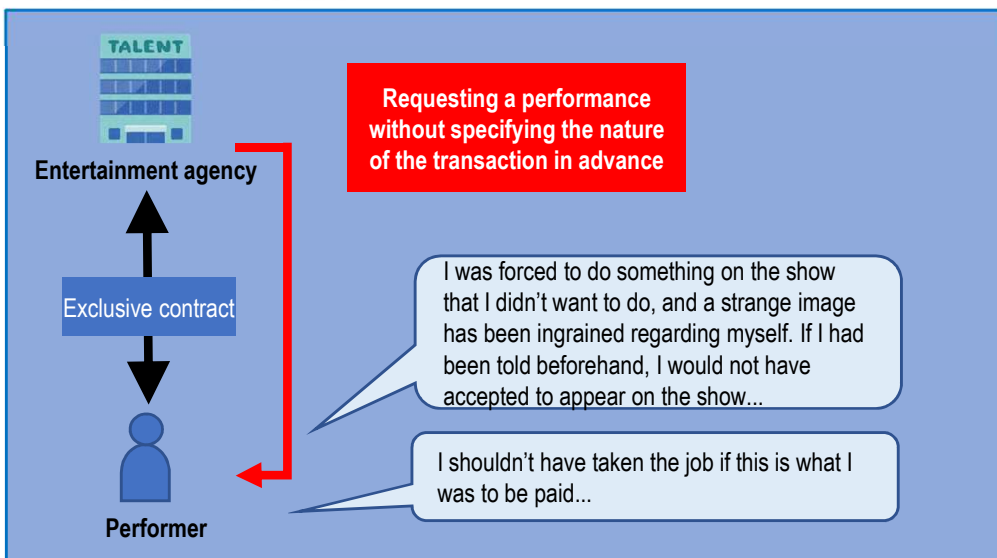 TALENT
Entertainment agency
Requesting a performance
without specifying the nature
of the transaction in advance
Exclusive contract
I was forced to do something on the show
that I didn’t want to do, and a strange image
has been ingrained regarding myself. If I had
been told beforehand, I would not have
accepted to appear on the show...
I shouldn’t have taken the job if this is what I
was to be paid...
Performer